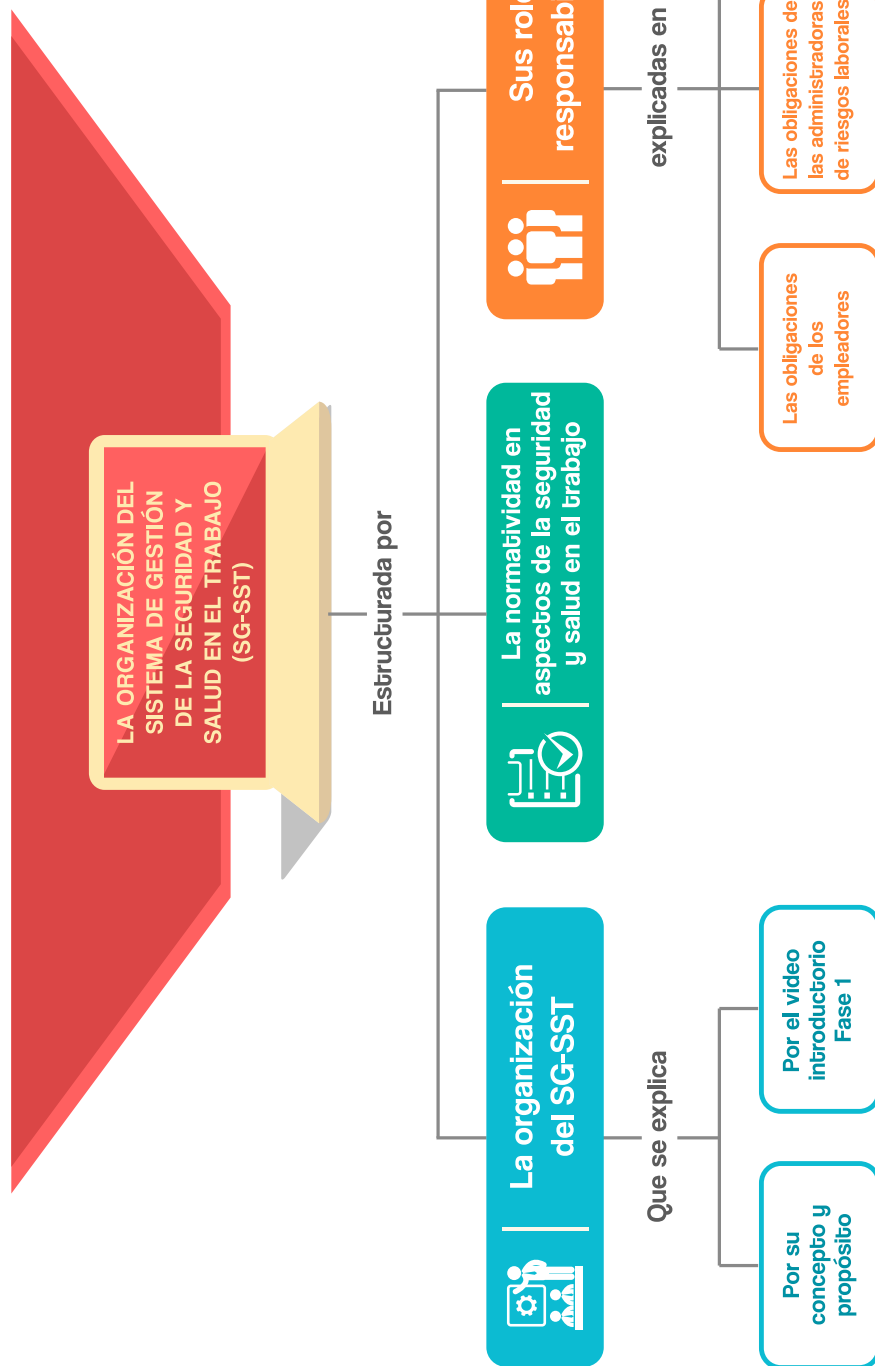 LA ORGANIZACIÓN DEL
SISTEMA DE GESTIÓN
DE LA SEGURIDAD Y
SALUD EN EL TRABAJO
(SG-SST)
Estructurada por
La organización
del SG-SST
Que se explica
Por su
concepto y
propósito
Por el video
introductorio
Fase 1
La normatividad en
aspectos de la seguridad
y salud en el trabajo
Sus
explicadas en
Las obligaciones
de los
empleadores
Las obligaciones de
las administradoras
de riesgos laborales